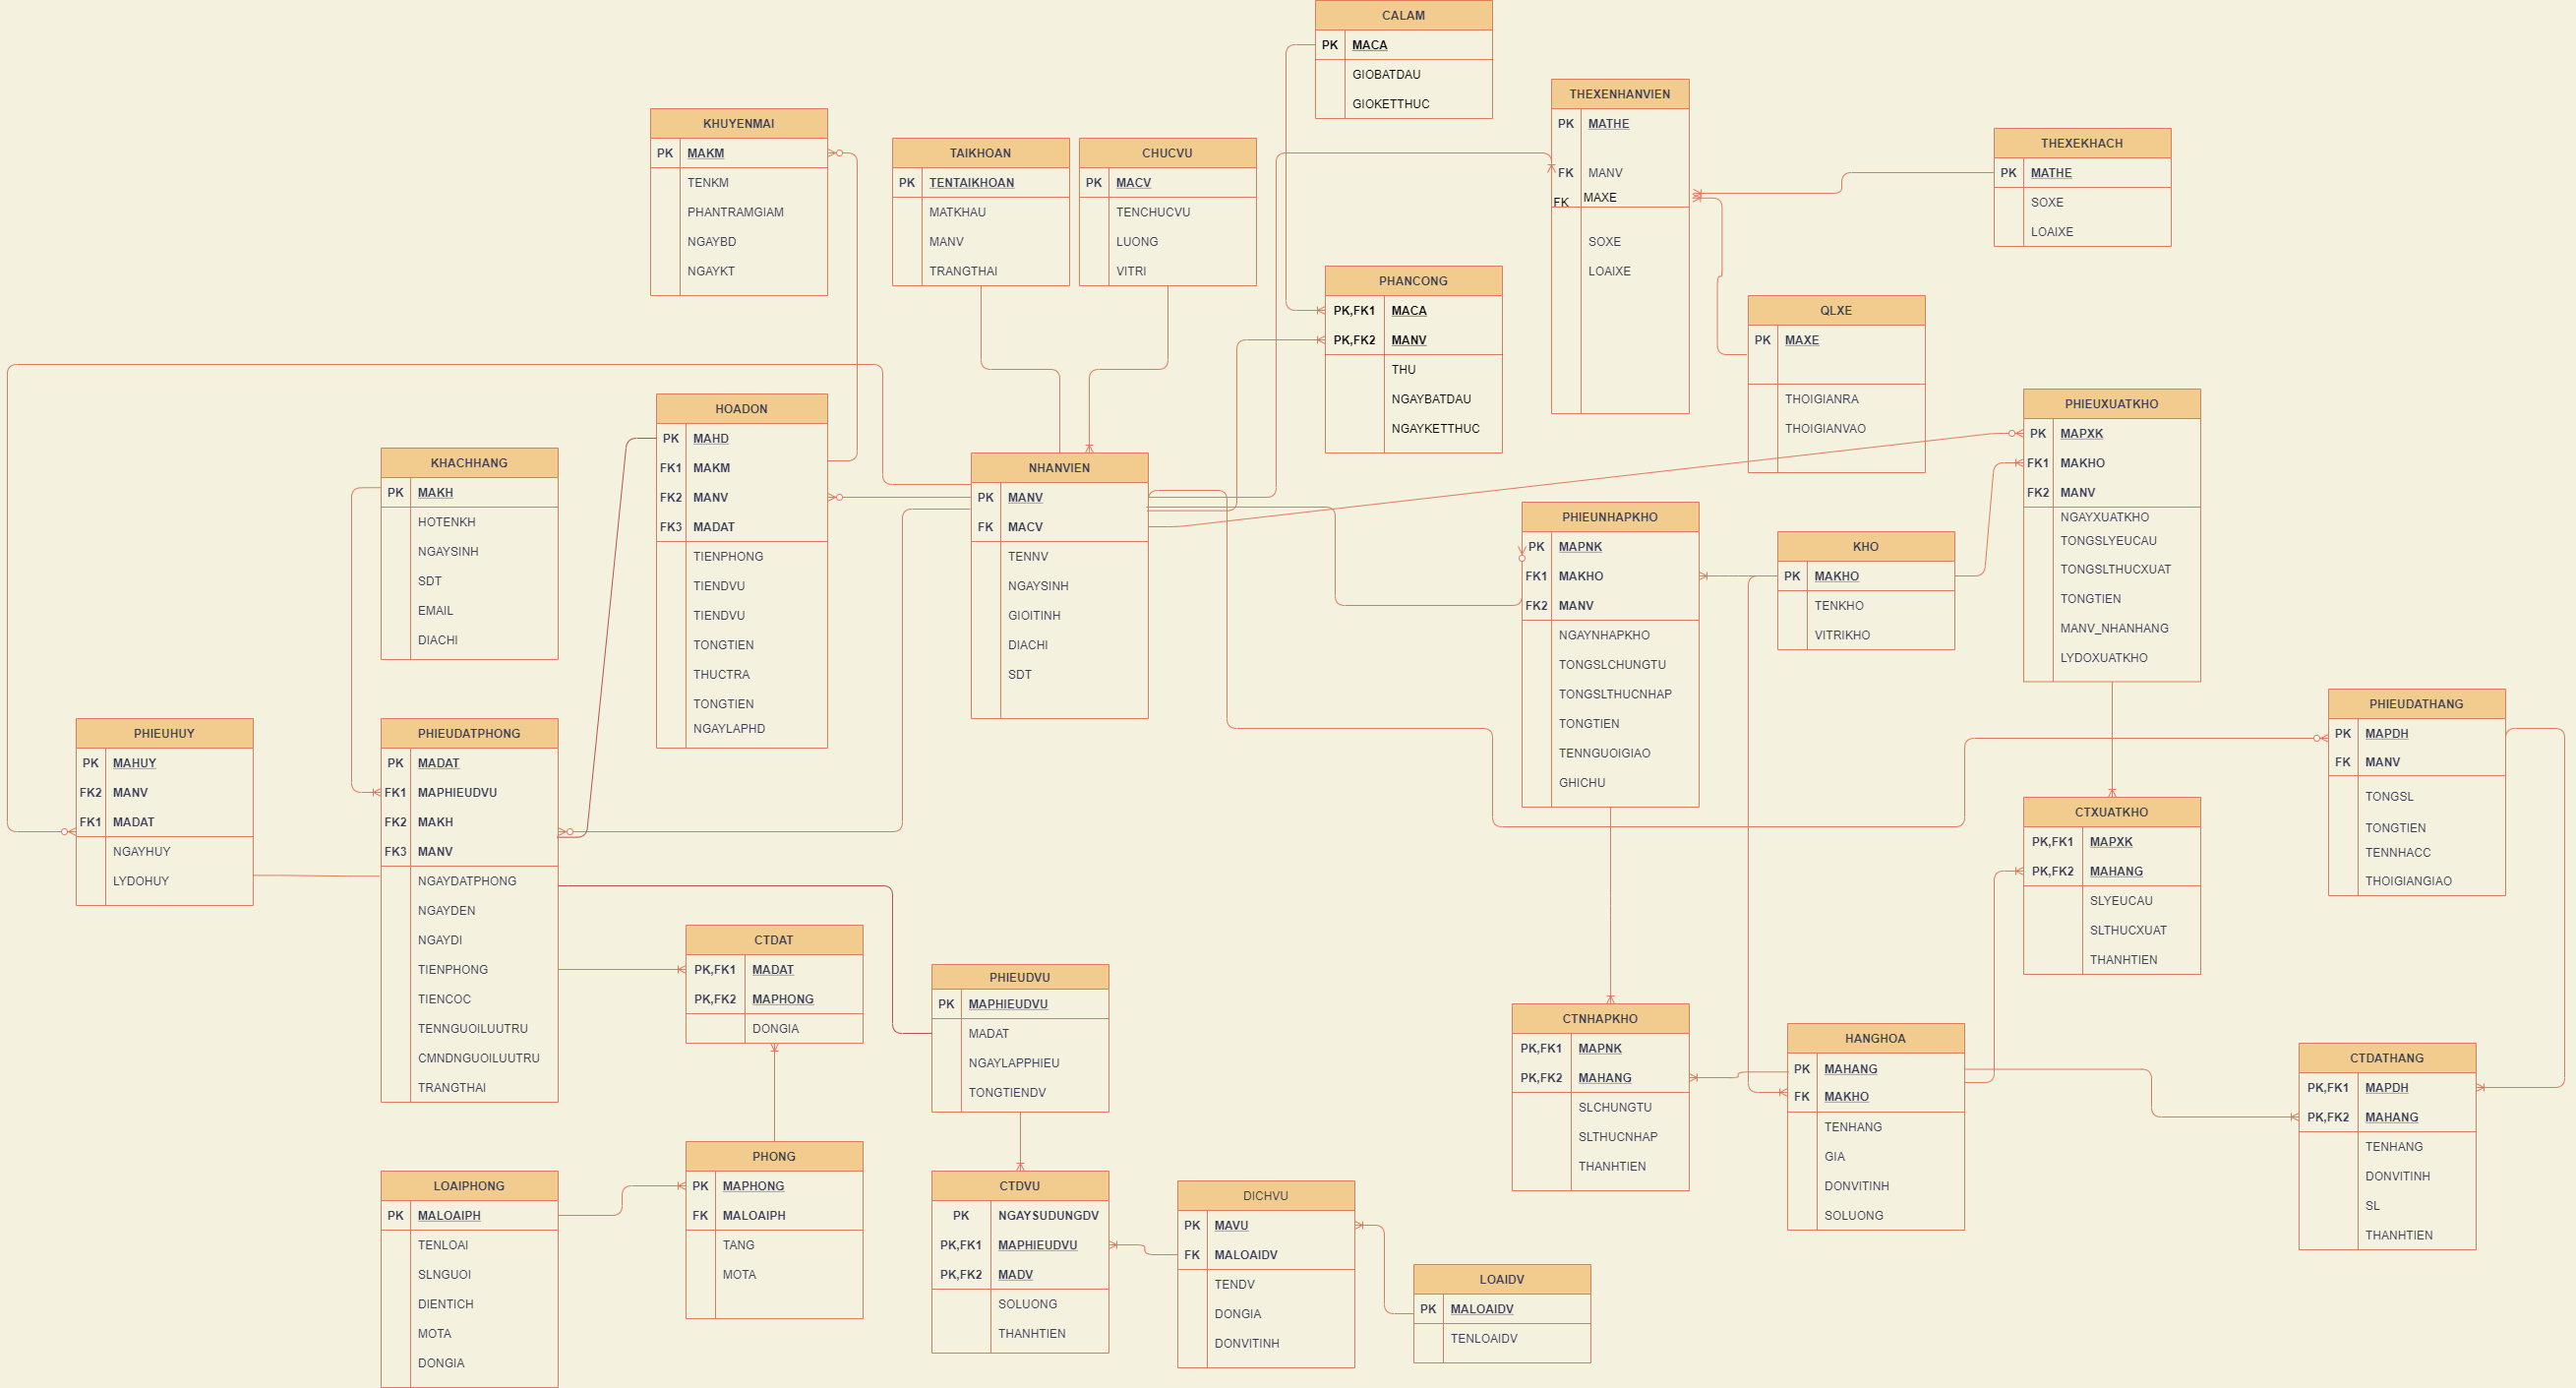 CALAM
PK MACA
GIOBATDAU
GIOKETTHUC
THEXENHANVIEN
PK MATHE
FK MANV
FK MAXE
SOXE
LOAIXE
THEXEKHACH
PK MATHE
SOXE
LOAIXE
KHUYENMAI
PK MAKM
TENKM
PHANTRAMGIAM
NGAYBD
NGAYKT
TAIKHOAN
PK TENTAIKHOAN
MATKHAU
MANV
TRANGTHAI
CHUCVU
PK MACV
TENCHUCVU
LUONG
VITRI
PHANCONG
PK,FK1 MACA
PK,FK2 MANV
THU
NGAYBATDAU
NGAYKETTHUC
QLXE
PK MAXE
THOIGIANRA
THOIGIANVAO
PHIEUXUATKHO
PK MAPXK
FK1 MAKHO
FK2 MANV
NGAYXUATKHO
TONGSLYEUCAU
TONGSLTHUCXUAT
TONGTIEN
MANV_NHANHANG
LYDOXUATKHO
HOADON
PK MAHD
FK1 MAKM
FK2 MANV
FK3 MADAT
TIENPHONG
TIENDVU
TIENDVU
TONGTIEN
THUCTRA
TONGTIEN
NGAYLAPHD
KHACHHANG
PK MAKH
HOTENKH
NGAYSINH
SDT
EMAIL
DIACHI
NHANVIEN
PK MANV
FK MACV
TENNV
NGAYSINH
GIOITINH
DIACHI
SDT
PHIEUNHAPKHO
PK MAPNK
FK1 MAKHO
FK2 MANV
NGAYNHAPKHO
TONGSLCHUNGTU
TONGSLTHUCNHAP
TONGTIEN
TENNGUOIGIAO
GHICHU
KHO
PK MAKHO
TENKHO
VITRIKHO
PHIEUDATHANG
PK MAPDH
FK MANV
TONGSL
TONGTIEN
TENNHACC
THOIGIANGIAO
PHIEUHUY
PK MAHUY
FK2 MANV
FK1 MADAT
NGAYHUY
LYDOHUY
PHIEUDATPHONG
PK MADAT
FK1 MAPHIEUDVU
FK2 MAKH
FK3 MANV
NGAYDATPHONG
NGAYDEN
NGAYDI
TIENPHONG
TIENCOC
TENNGUOILUUTRU
CMNDNGUOILUUTRU
TRANGTHAI
CTXUATKHO
PK,FK1 MAPXK
PK,FK2 MAHANG
SLYEUCAU
SLTHUCXUAT
THANHTIEN
CTDAT
PK,FK1 MADAT
PK,FK2 MAPHONG
DONGIA
PHIEUDVU
PK MAPHIEUDVU
MADAT
NGAYLAPPHIEU
TONGTIENDV
CTNHAPKHO
PK,FK1 MAPNK
PK,FK2 MAHANG
SLCHUNGTU
SLTHUCNHAP
THANHTIEN
HANGHOA
PK MAHANG
FK MAKHO
TENHANG
GIA
DONVITINH
SOLUONG
CTDATHANG
PK,FK1 MAPDH
PK,FK2 MAHANG
TENHANG
DONVITINH
SL
THANHTIEN
PHONG
PK MAPHONG
FK MALOAIPH
TANG
MOTA
LOAIPHONG
PK MALOAIPH
TENLOAI
SLNGUOI
DIENTICH
MOTA
DONGIA
CTDVU
PK NGAYSUDUNGDV
PK,FK1 MAPHIEUDVU
PK,FK2 MADV
SOLUONG
THANHTIEN
DICHVU
PK MAVU
FK MALOAIDV
TENDV
DONGIA
DONVITINH
LOAIDV
PK MALOAIDV
TENLOAIDV